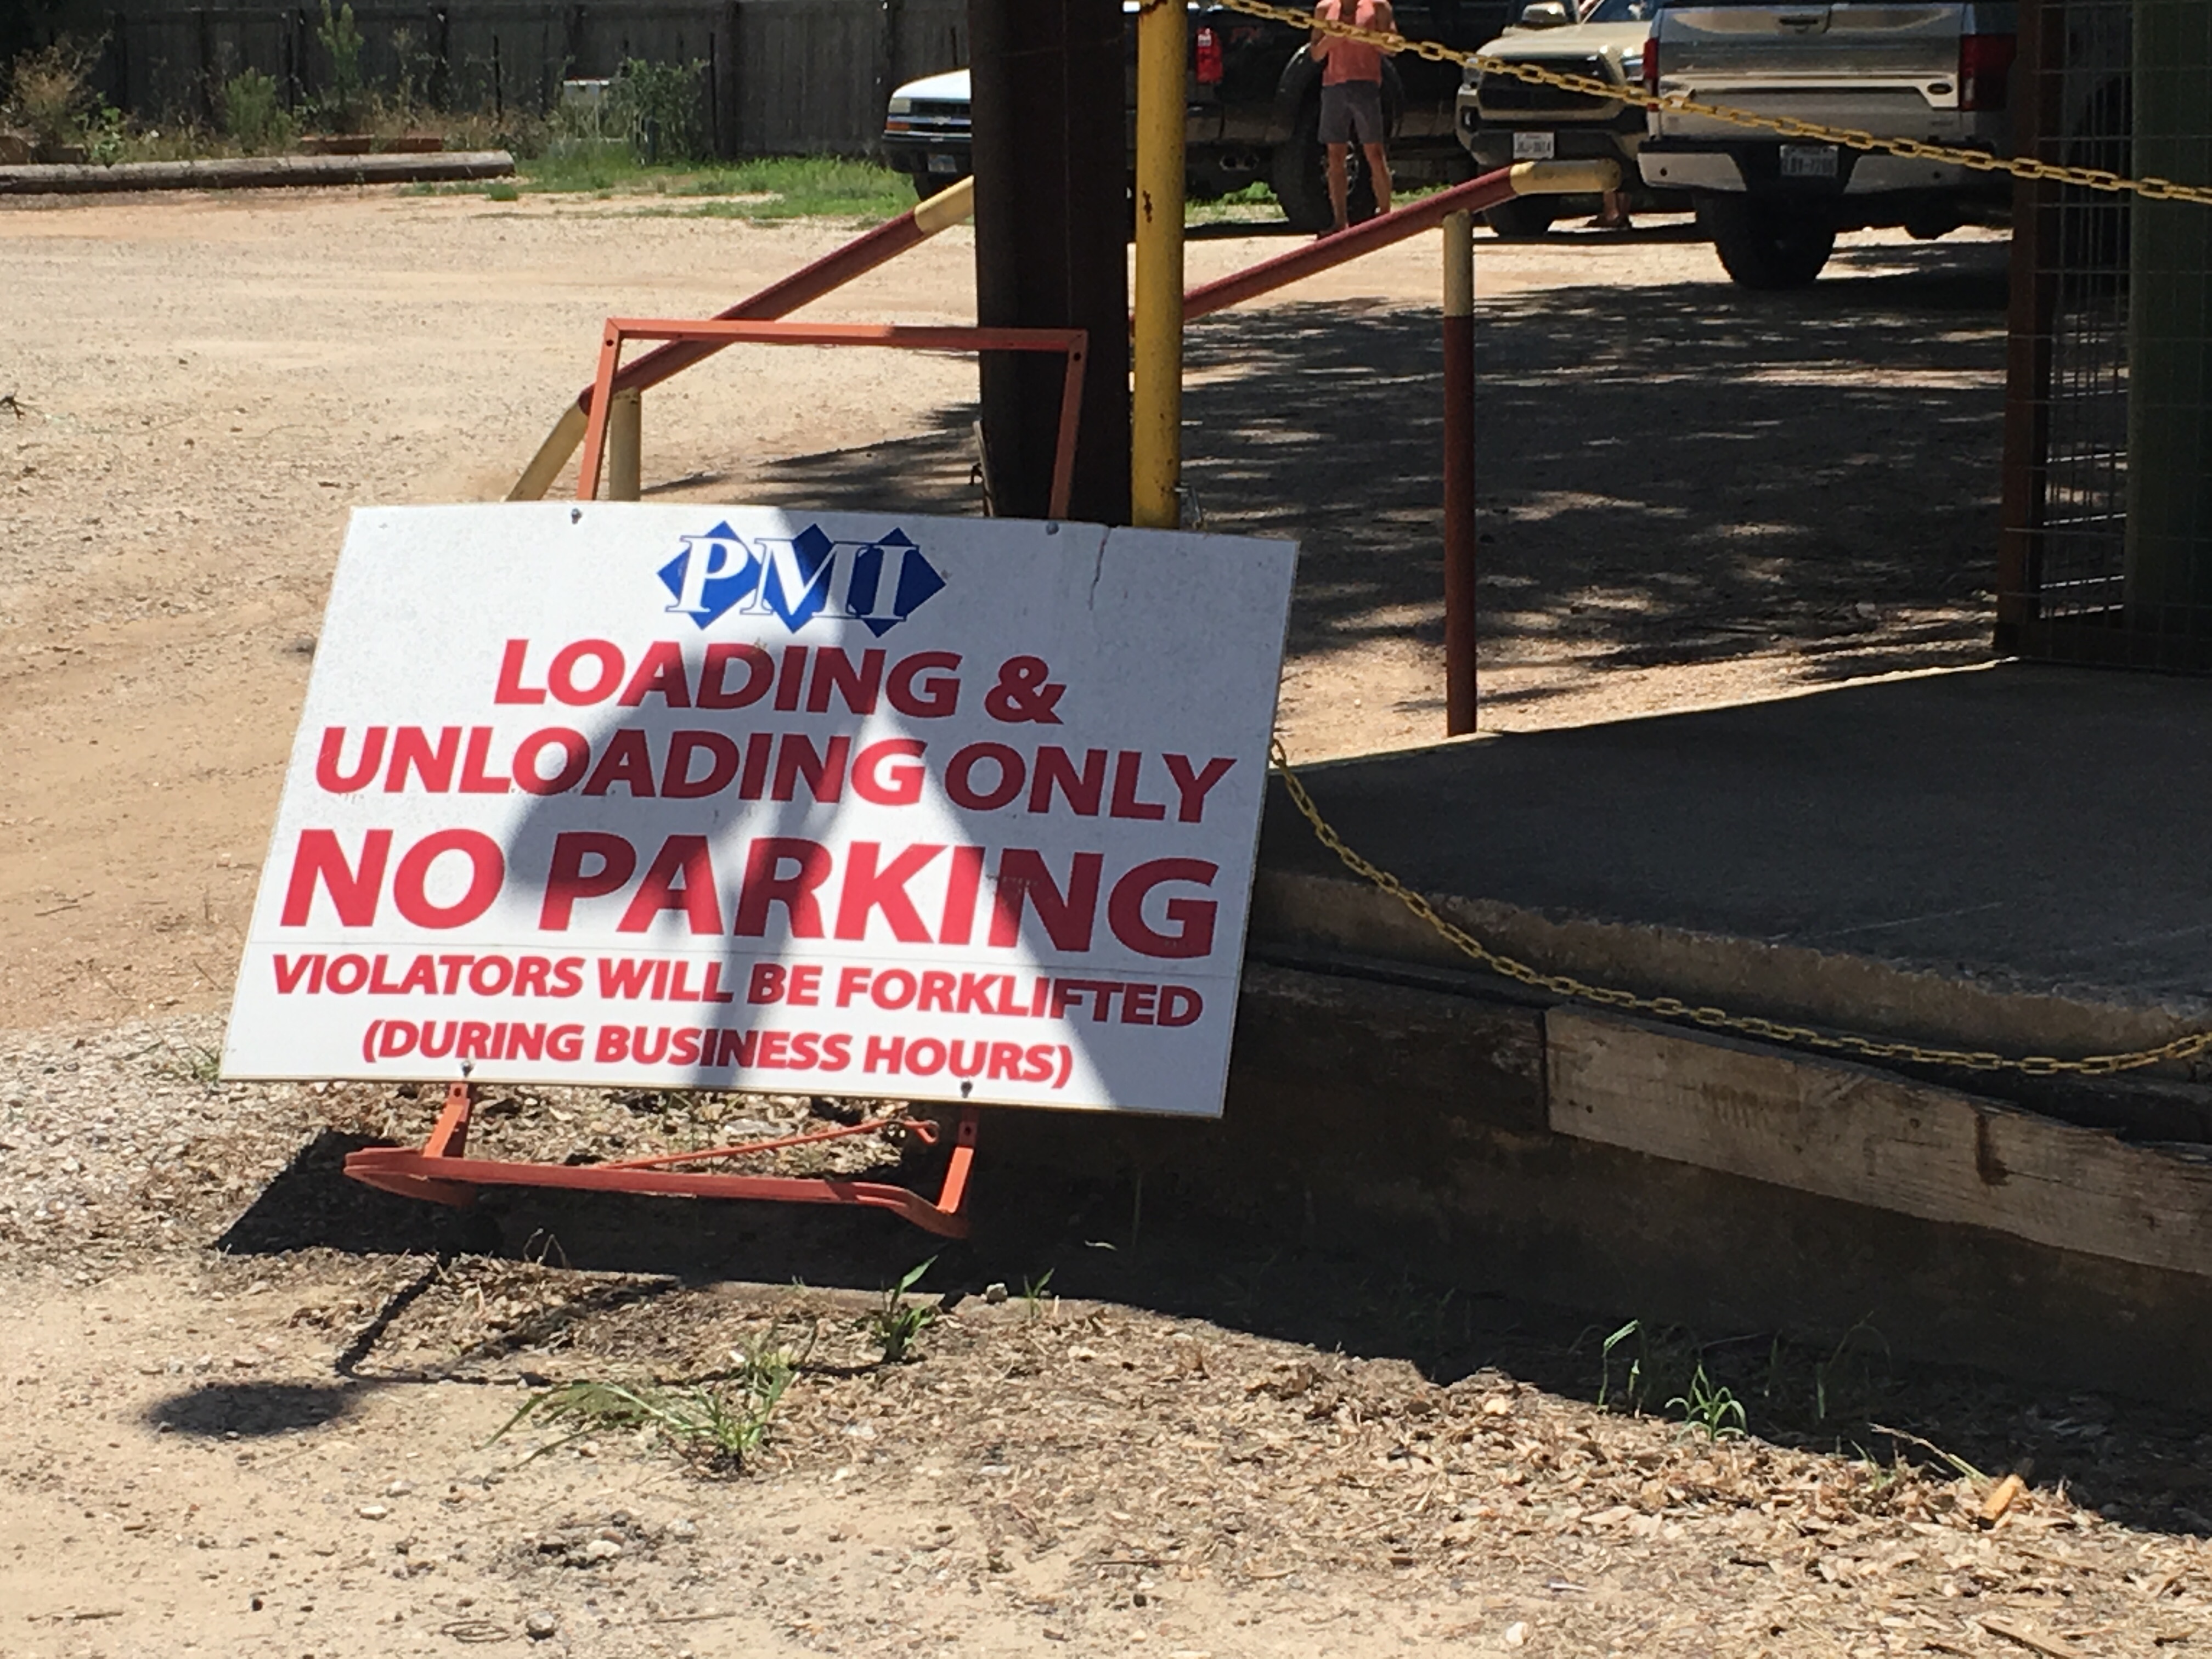 PMI
LOADING &
UNLOADING ONLY
NO PARKING
VIOLATORS WILL BE FORKLIFTED
(DURING BUSINESS HOURS)